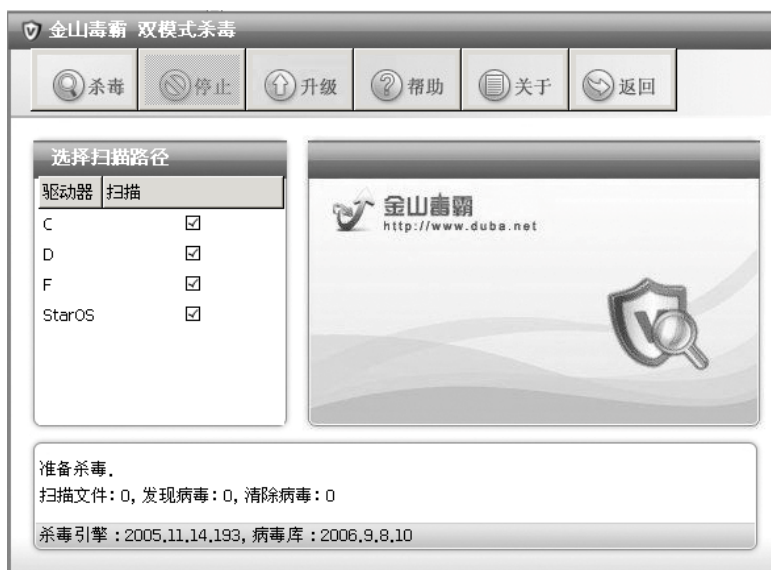 金山毒霸 双模式杀毒
杀毒 停止 升级 帮助 关于 返回
选择扫描路径
驱动器 扫描
C
D
F
StarOS
金山毒霸
http://www.duba.net
准备杀毒.
扫描文件：0, 发现病毒：0, 清除病毒：0
杀毒引擎：2005.11.14.193, 病毒库：2006.9.8.10